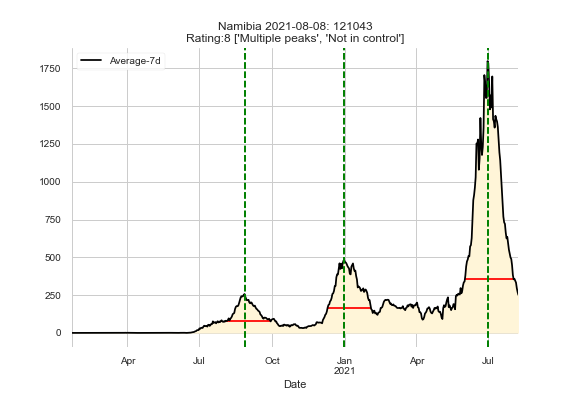 Namibia 2021-08-08: 121043
Rating:8 ['Multiple peaks', 'Not in control']
Average-7d
1750
1500
1250
1000
750
500
250
0
Apr
Jul
Oct
Jan
2021
Apr
Jul
Date